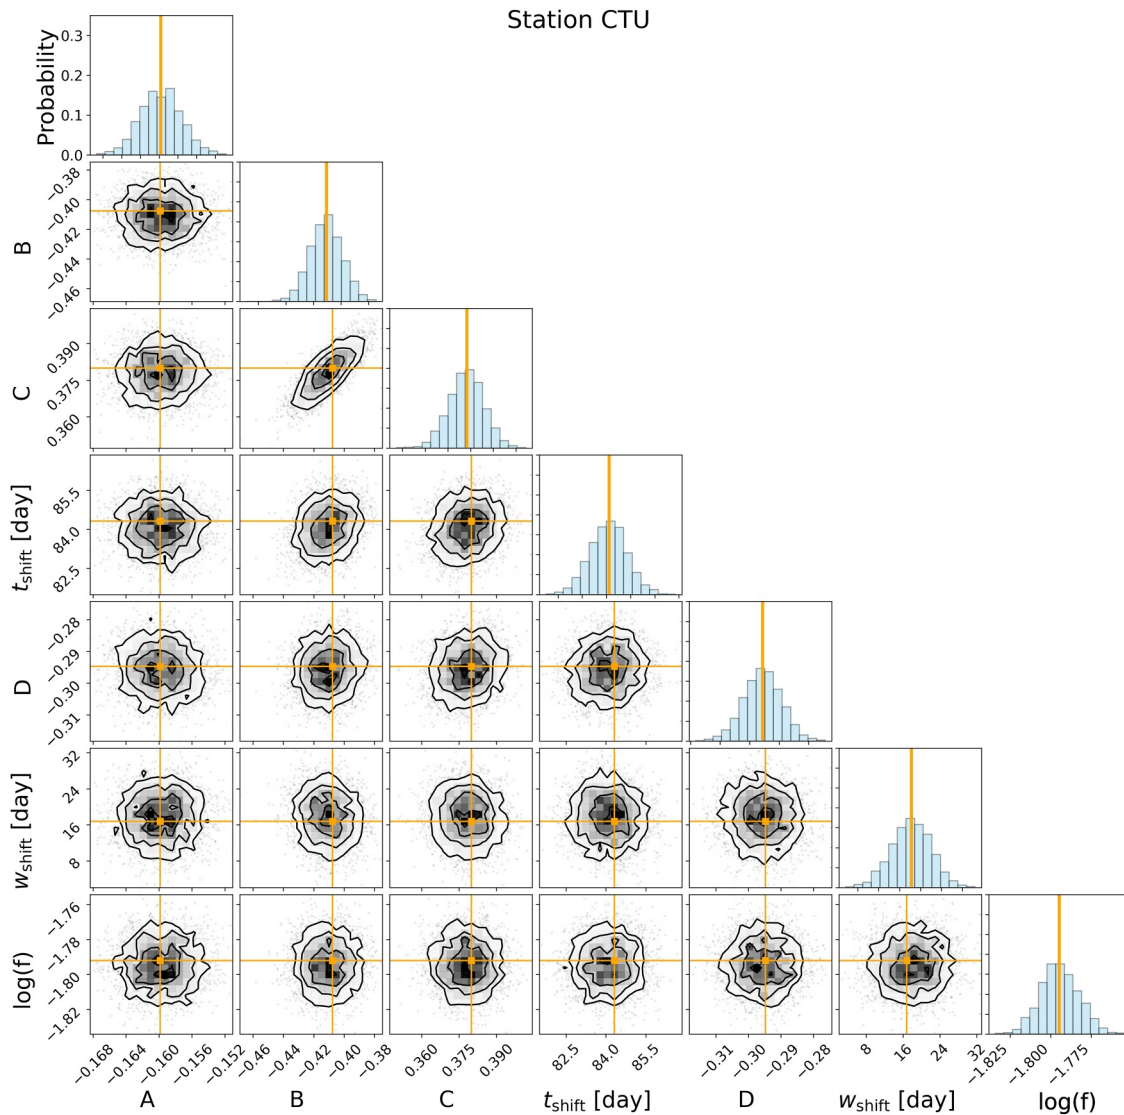 Station CTU
Probability
0.3
0.2
0.1
0.0
B
−0.38
−0.40
−0.42
−0.44
−0.46
C
0.390
0.375
0.360
t_shift [day]
85.5
84.0
82.5
D
−0.28
−0.29
−0.30
−0.31
w_shift [day]
32
24
16
8
log(f)
−1.76
−1.78
−1.80
−1.82
−0.168 −0.164 −0.160 −0.156 −0.152
−0.46 −0.44 −0.42 −0.40 −0.38
0.360 0.375 0.390
82.5 84.0 85.5
−0.31 −0.30 −0.29 −0.28
8 16 24 32
−1.825 −1.800 −1.775
A B C t_shift [day] D w_shift [day] log(f)